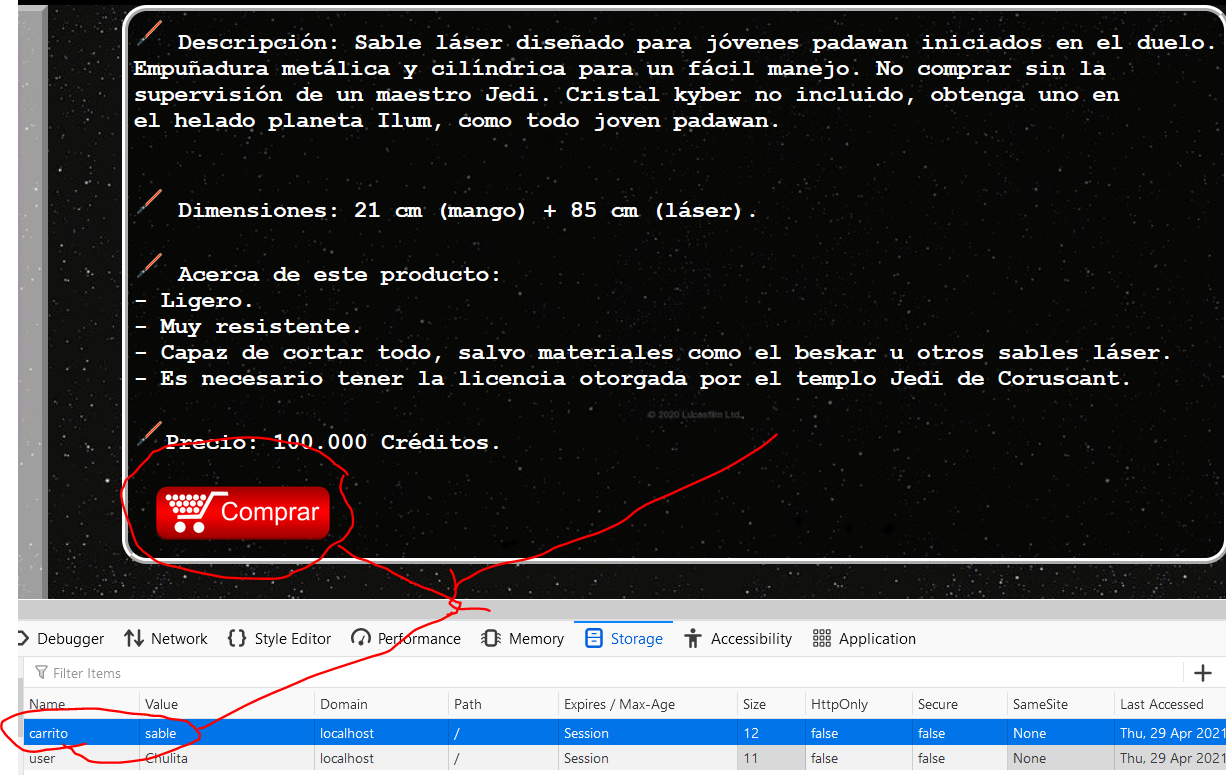 Descripción: Sable láser diseñado para jóvenes padawan iniciados en el duelo.
Empuñadura metálica y cilíndrica para un fácil manejo. No comprar sin la
supervisión de un maestro Jedi. Cristal kyber no incluido, obtenga uno en
el helado planeta Ilum, como todo joven padawan.
Dimensiones: 21 cm (mango) + 85 cm (láser).
Acerca de este producto:
- Ligero.
- Muy resistente.
- Capaz de cortar todo, salvo materiales como el beskar u otros sables láser.
- Es necesario tener la licencia otorgada por el templo Jedi de Coruscant.
© 2020 Lucasfilm Ltd.
Precio: 100.000 Créditos.
Comprar
Debugger Network Style Editor Performance Memory Storage Accessibility Application
Filter Items
Name Value Domain Path Expires / Max-Age Size HttpOnly Secure SameSite Last Accessed
carrito sable localhost / Session 12 false false None Thu, 29 Apr 2021
user Chulita localhost / Session 11 false false None Thu, 29 Apr 2021